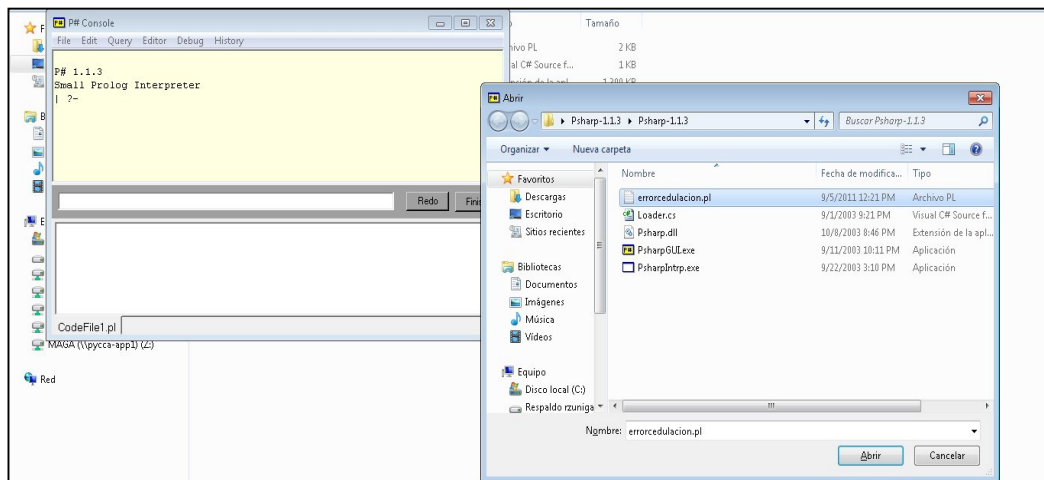 P# Console
File Edit Query Editor Debug History
P# 1.1.3
Small Prolog Interpreter
| ?-
Redo
CodeFile1.pl
MAGA (\\pycca-app1) (Z:)
Red
Tamaño
2 KB
1 KB
Abrir
Psharp-1.1.3 ▸ Psharp-1.1.3
Buscar Psharp-1.1.3
Organizar
Nueva carpeta
Favoritos
Descargas
Escritorio
Sitios recientes
Bibliotecas
Documentos
Imágenes
Música
Vídeos
Equipo
Disco local (C:)
Respaldo rzuniga
Nombre
Fecha de modifica...
Tipo
errorcedulacion.pl 9/5/2011 12:21 PM Archivo PL
Loader.cs 9/1/2003 9:21 PM Visual C# Source f...
Psharp.dll 10/8/2003 8:46 PM Extensión de la apl...
PsharpGUI.exe 9/11/2003 10:11 PM Aplicación
PsharpIntrp.exe 9/22/2003 3:10 PM Aplicación
Nombre: errorcedulacion.pl
Abrir
Cancelar